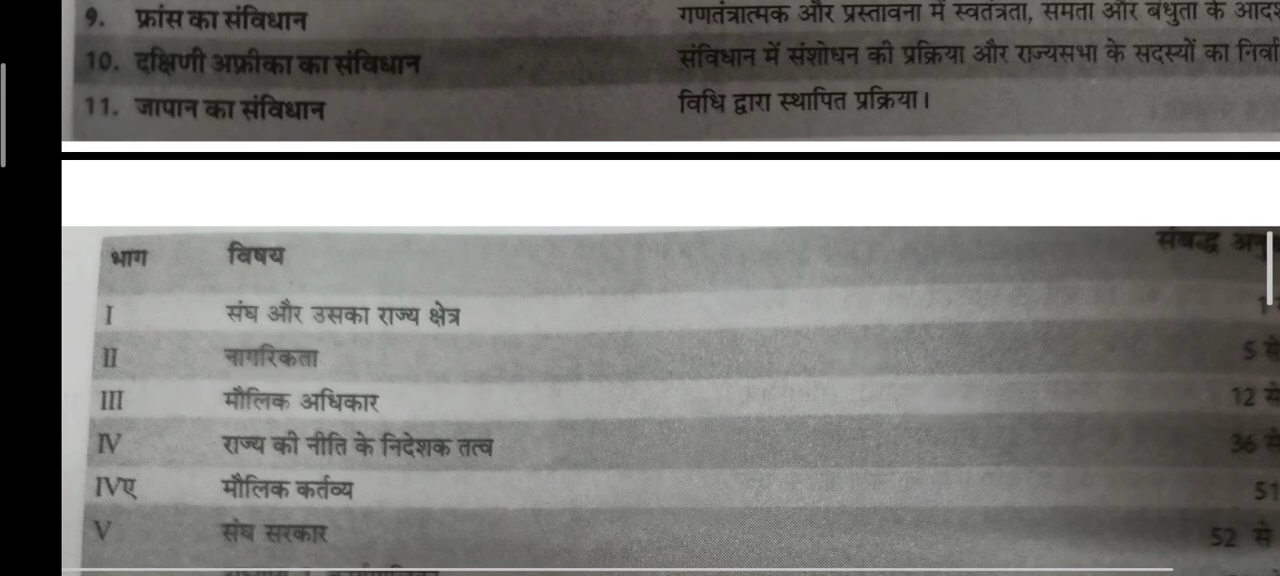 9. फ्रांस का संविधान गणतंत्रात्मक और प्रस्तावना में स्वतंत्रता, समता और बंधुता के
10. दक्षिणी अफ्रीका का संविधान संविधान में संशोधन की प्रक्रिया और राज्यसभा के सदस्यों का
11. जापान का संविधान विधि द्वारा स्थापित प्रक्रिया।
भाग विषय संबद्ध
I संघ और उसका राज्य क्षेत्र
II नागरिकता 5 से
III मौलिक अधिकार 12 से
IV राज्य की नीति के निदेशक तत्व 36 से
IVए मौलिक कर्तव्य 51
V संघ सरकार 52 से